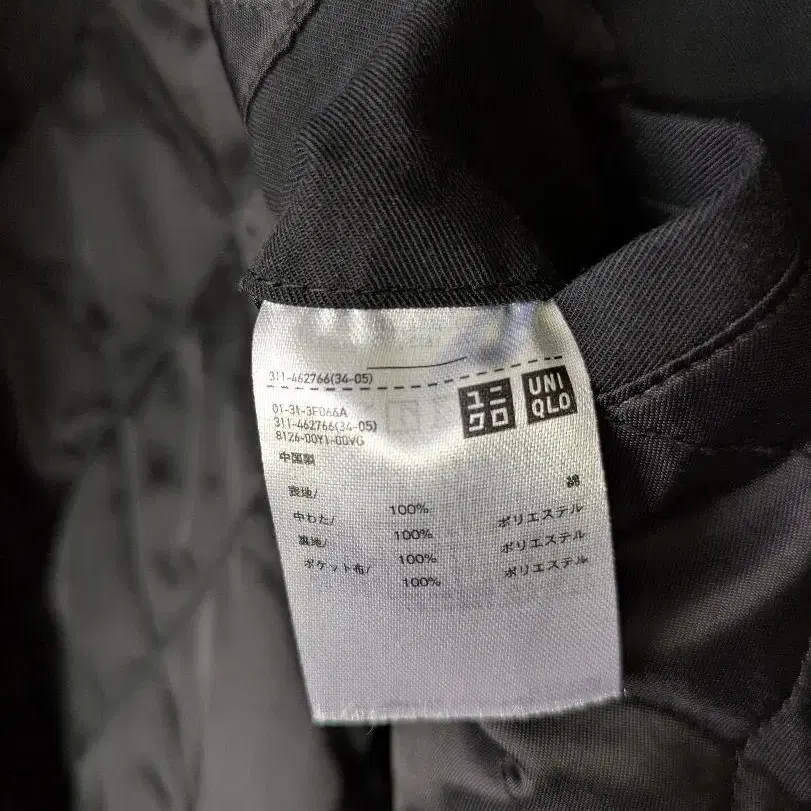 311-462766(34-05)
ユニ
クロ
UNI
QLO
01-31-3F066A
311-462766(34-05)
8126-00Y1-00VG
中国製
表地/ 100% 綿
中わた/ 100% ポリエステル
裏地/ 100% ポリエステル
ポケット布/ 100% ポリエステル